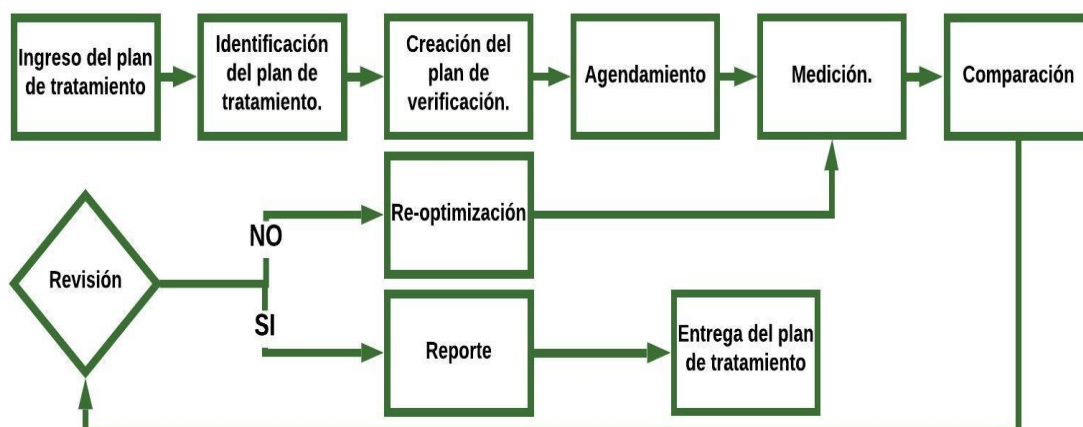 Ingreso del plan
de tratamiento
Identificación
del plan de
tratamiento.
Creación del
plan de
verificación.
Agendamiento
Medición.
Comparación
Revisión
NO
Re-optimización
SI
Reporte
Entrega del plan
de tratamiento